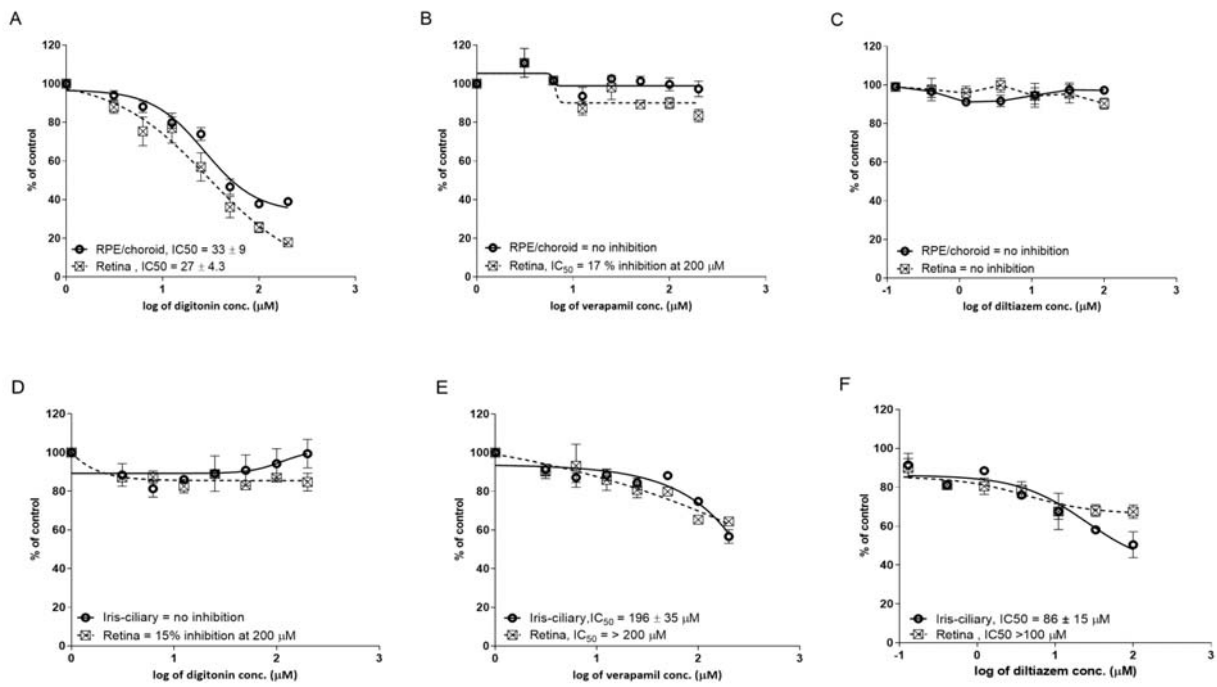 A
120
100
80
60
40
20
0
% of control
RPE/choroid, IC50 = 33 ± 9
Retina , IC50 = 27 ± 4.3
0 1 2 3
log of digitonin conc. (μM)
B
120
100
80
60
40
20
0
% of control
RPE/choroid = no inhibition
Retina, IC50 = 17 % inhibition at 200 μM
0 1 2 3
log of verapamil conc. (μM)
C
120
100
80
60
40
20
0
% of control
RPE/choroid = no inhibition
Retina = no inhibition
-1 0 1 2 3
log of diltiazem conc. (μM)
D
120
100
80
60
40
20
0
% of control
Iris-ciliary = no inhibition
Retina = 15% inhibition at 200 μM
0 1 2 3
log of digitonin conc. (μM)
E
120
100
80
60
40
20
0
% of control
Iris-ciliary,IC50 = 196 ± 35 μM
Retina, IC50 = > 200 μM
0 1 2 3
log of verapamil conc. (μM)
F
120
100
80
60
40
20
0
% of control
Iris-ciliary, IC50 = 86 ± 15 μM
Retina , IC50 >100 μM
-1 0 1 2 3
log of diltiazem conc. (μM)